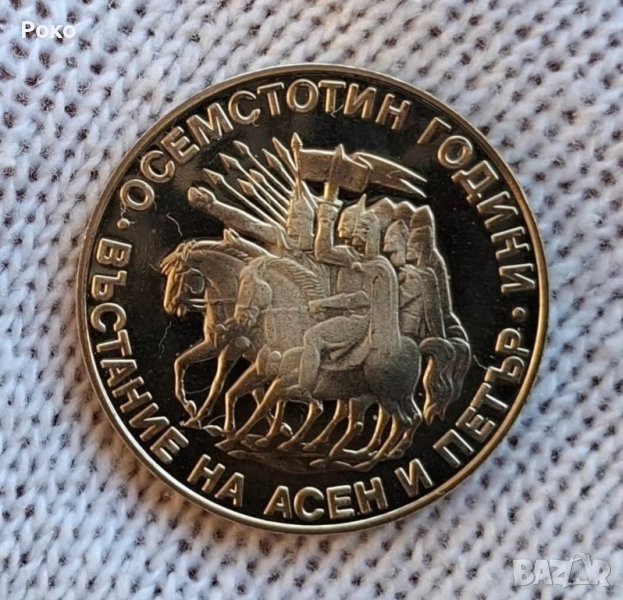 Роко
· ОСЕМСТОТИН ГОДИНИ ·
ВЪСТАНИЕ НА АСЕН И ПЕТЪР
BAZAR